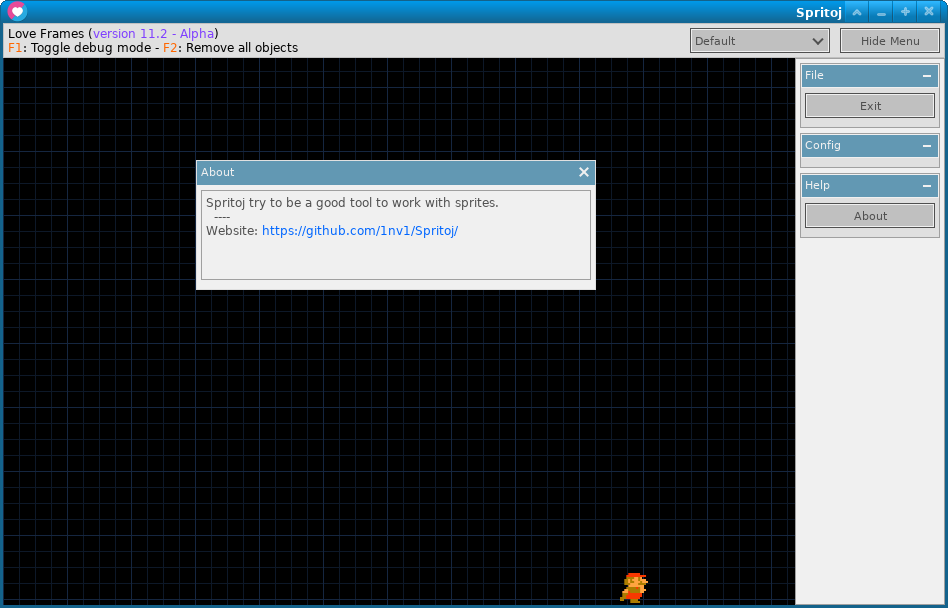 Spritoj
Love Frames (version 11.2 - Alpha)
F1: Toggle debug mode - F2: Remove all objects
Default
Hide Menu
File
Exit
Config
Help
About
About
Spritoj try to be a good tool to work with sprites.
----
Website: https://github.com/1nv1/Spritoj/